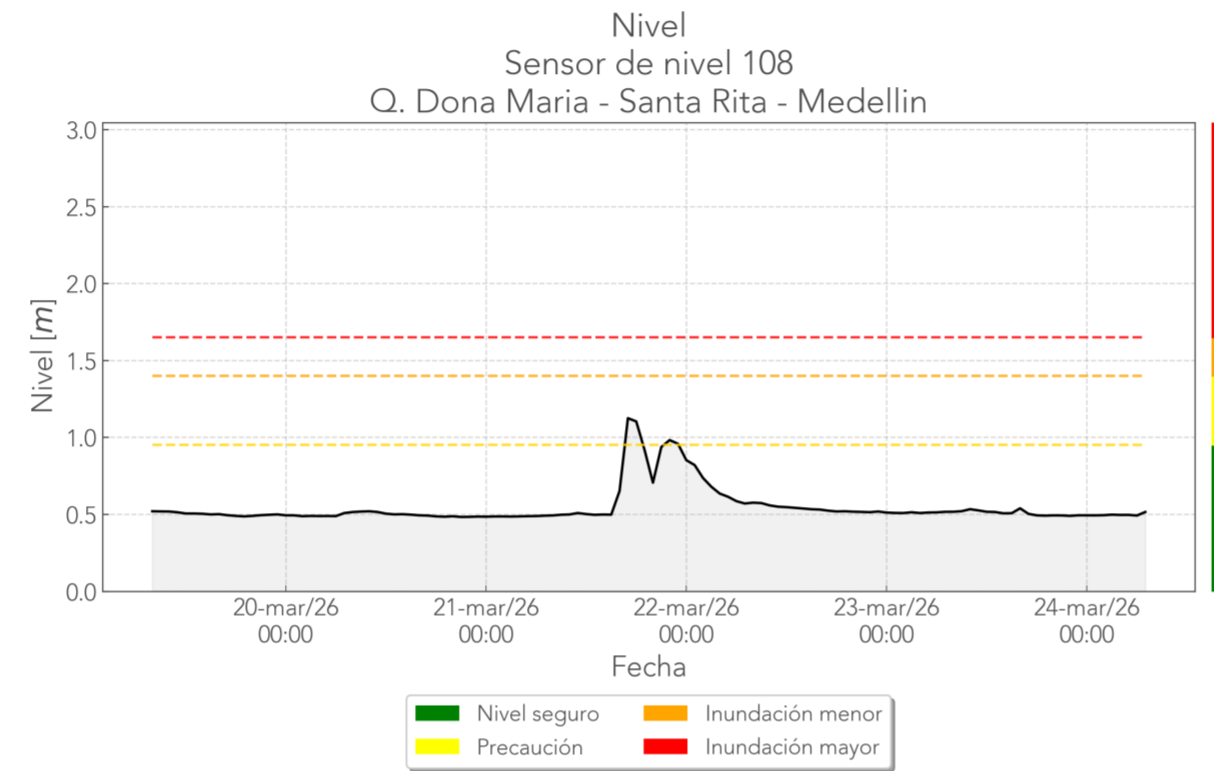 Nivel
Sensor de nivel 108
Q. Dona Maria - Santa Rita - Medellin
3.0
2.5
2.0
1.5
1.0
0.5
0.0
Nivel [m]
20-mar/26 21-mar/26 22-mar/26 23-mar/26 24-mar/26
00:00 00:00 00:00 00:00 00:00
Fecha
Nivel seguro Inundación menor
Precaución Inundación mayor